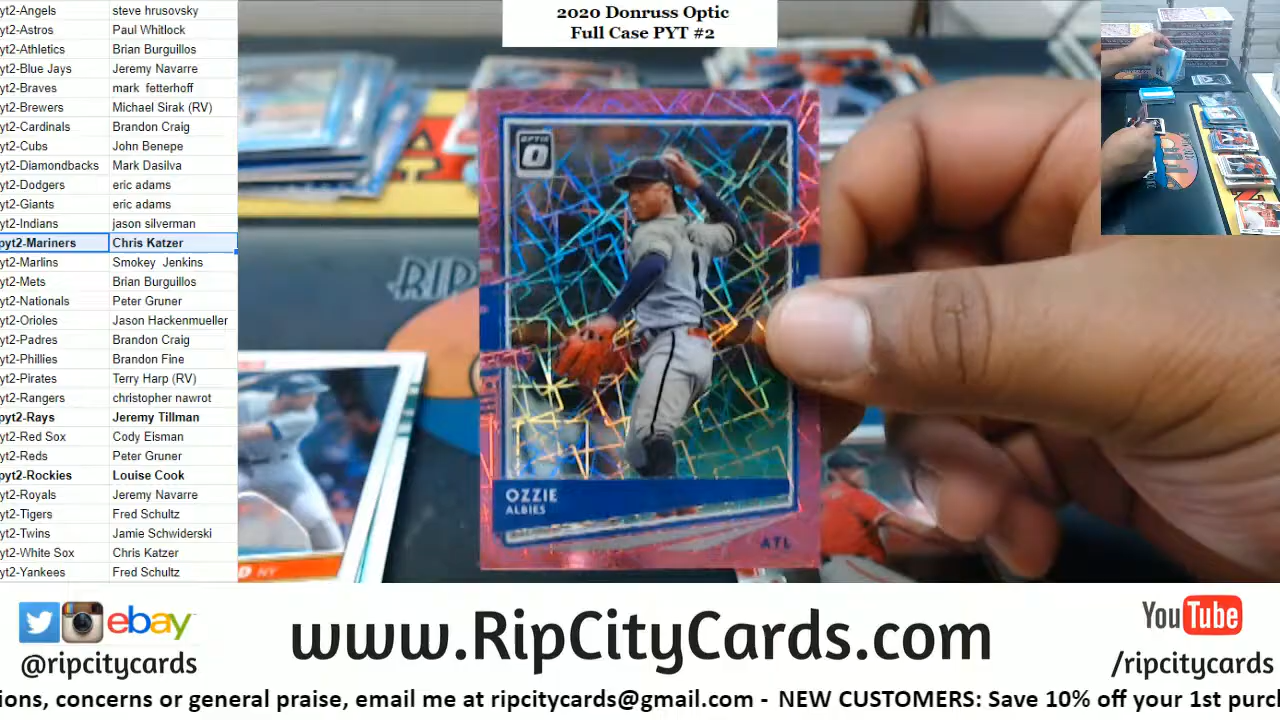 2020 Donruss Optic
Full Case PYT #2
yt2-Angels steve hrusovsky
yt2-Astros Paul Whitlock
yt2-Athletics Brian Burguillos
yt2-Blue Jays Jeremy Navarre
yt2-Braves mark fetterhoff
yt2-Brewers Michael Sirak (RV)
yt2-Cardinals Brandon Craig
yt2-Cubs John Benepe
yt2-Diamondbacks Mark Dasilva
yt2-Dodgers eric adams
yt2-Giants eric adams
yt2-Indians jason silverman
pyt2-Mariners Chris Katzer
yt2-Marlins Smokey Jenkins
yt2-Mets Brian Burguillos
yt2-Nationals Peter Gruner
yt2-Orioles Jason Hackenmueller
yt2-Padres Brandon Craig
yt2-Phillies Brandon Fine
yt2-Pirates Terry Harp (RV)
yt2-Rangers christopher nawrot
pyt2-Rays Jeremy Tillman
yt2-Red Sox Cody Elsman
yt2-Reds Peter Gruner
pyt2-Rockies Louise Cook
yt2-Royals Jeremy Navarre
yt2-Tigers Fred Schultz
yt2-Twins Jamie Schwiderski
yt2-White Sox Chris Katzer
yt2-Yankees Fred Schultz
OPTIC
RIP
OZZIE
ALBIES
ATL
NY
ebay
@ripcitycards
www.RipCityCards.com
YouTube
/ripcitycards
ions, concerns or general praise, email me at ripcitycards@gmail.com - NEW CUSTOMERS: Save 10% off your 1st purch